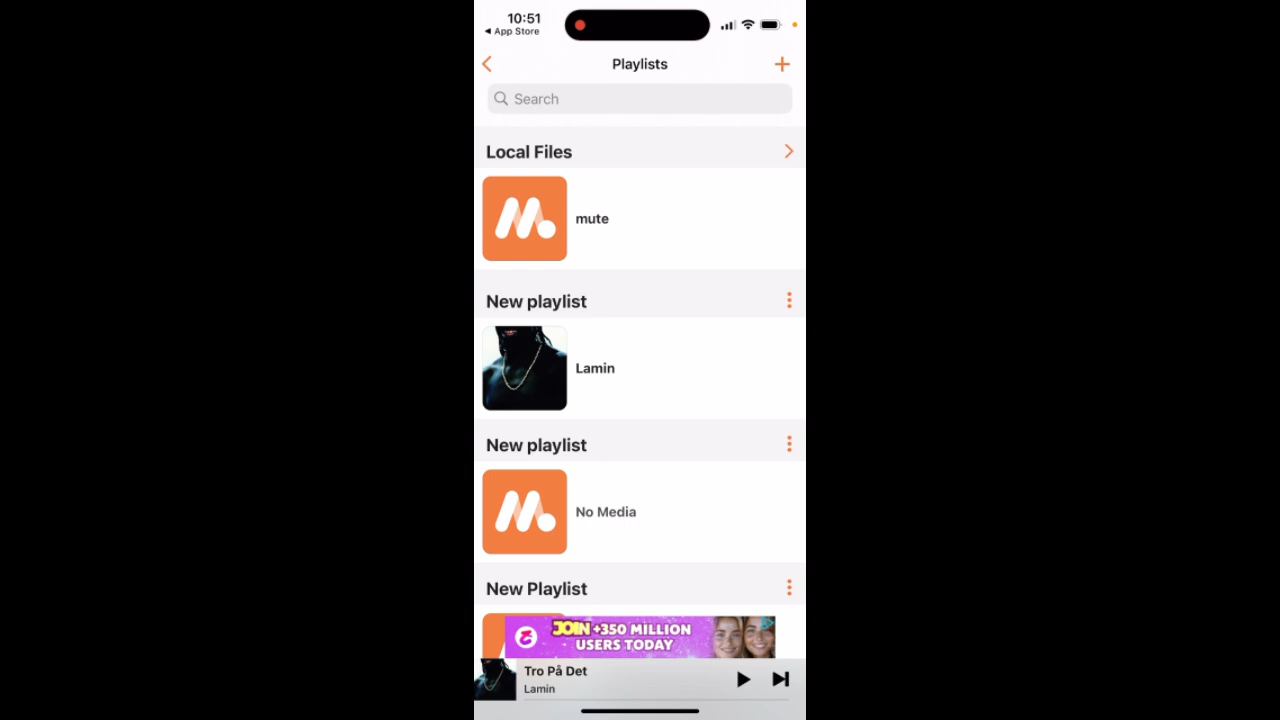 10:51
App Store
Playlists
Search
Local Files
mute
New playlist
Lamin
New playlist
No Media
New Playlist
JOIN +350 MILLION
USERS TODAY
Tro På Det
Lamin